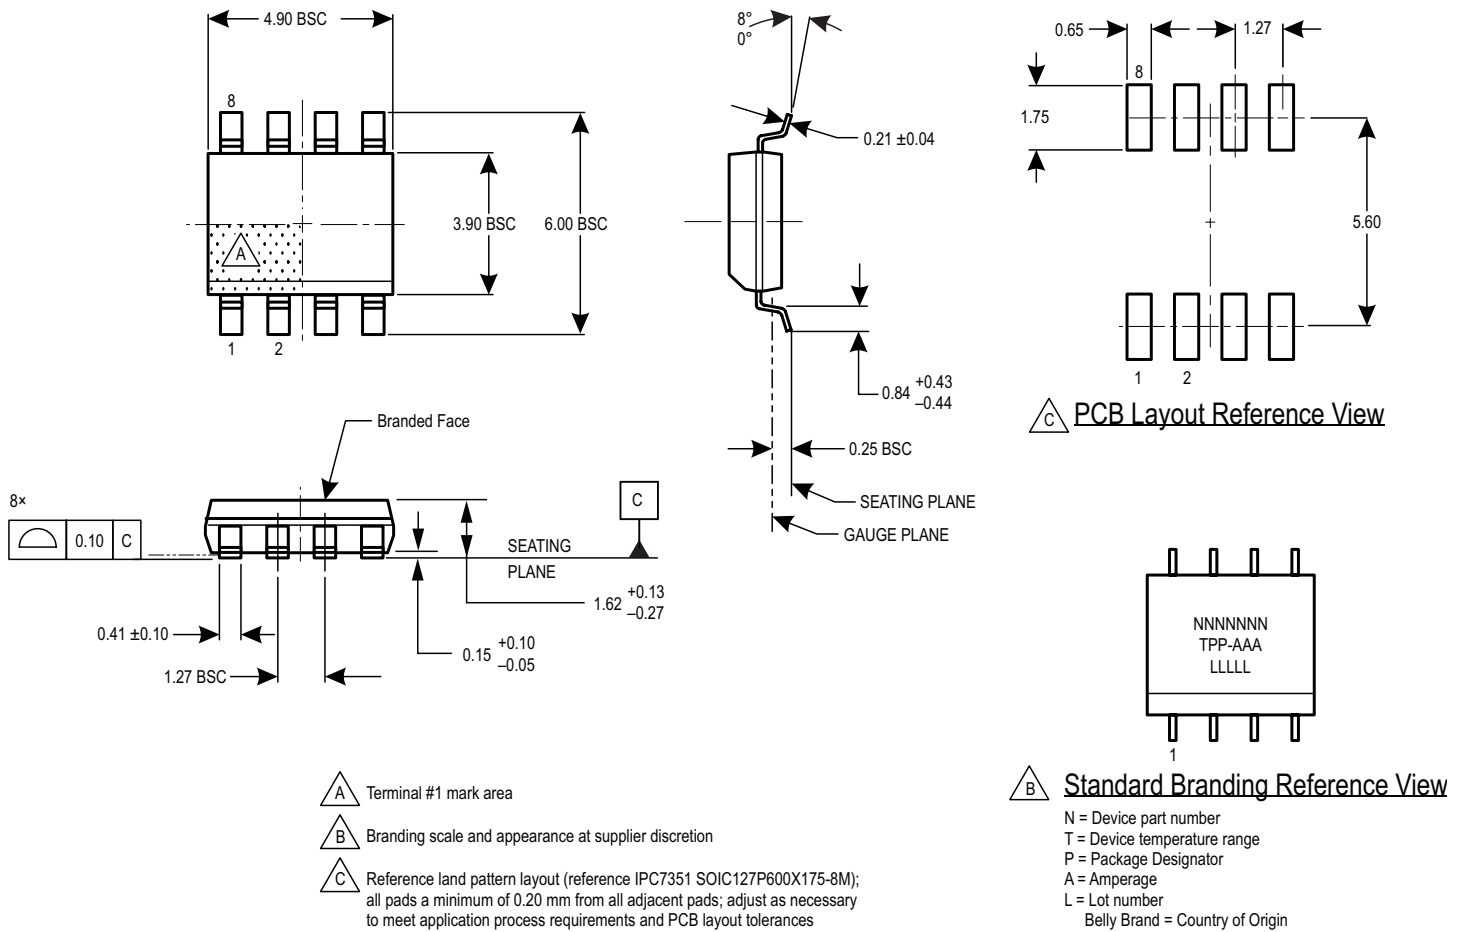 4.90 BSC
8
3.90 BSC
6.00 BSC
A
1
2
8°
0°
0.21 ±0.04
0.84 +0.43 –0.44
0.25 BSC
SEATING PLANE
GAUGE PLANE
0.65
1.27
8
1.75
5.60
1
2
C PCB Layout Reference View
Branded Face
8×
0.10 C
C
SEATING
PLANE
1.62 +0.13 –0.27
0.41 ±0.10
0.15 +0.10 –0.05
1.27 BSC
NNNNNNN
TPP-AAA
LLLLL
1
B Standard Branding Reference View
N = Device part number
T = Device temperature range
P = Package Designator
A = Amperage
L = Lot number
Belly Brand = Country of Origin
A Terminal #1 mark area
B Branding scale and appearance at supplier discretion
C Reference land pattern layout (reference IPC7351 SOIC127P600X175-8M);
all pads a minimum of 0.20 mm from all adjacent pads; adjust as necessary
to meet application process requirements and PCB layout tolerances